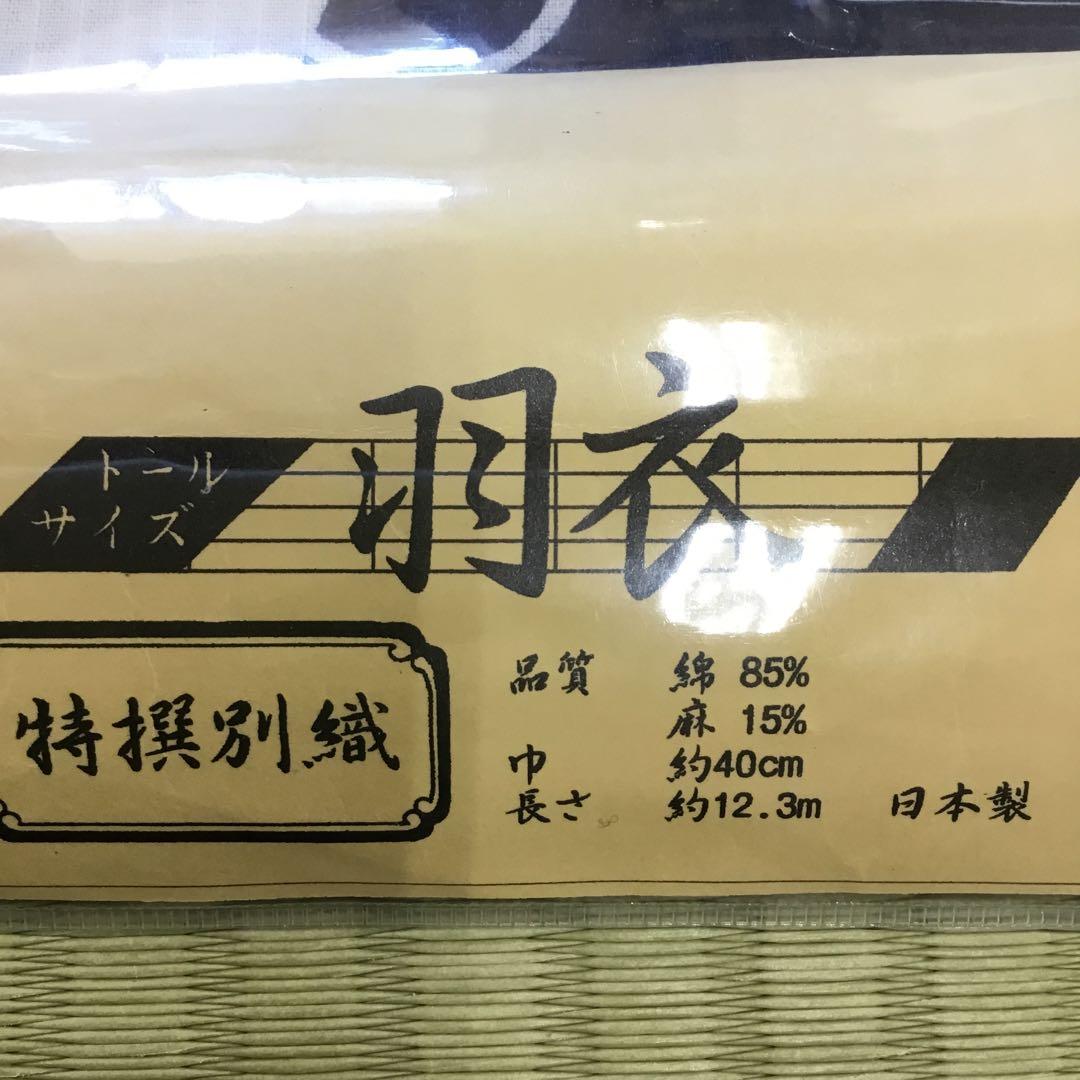 トール
サイズ
羽衣
特撰別織
品質 綿 85%
麻 15%
巾 約40cm
長さ 約12.3m 日本製